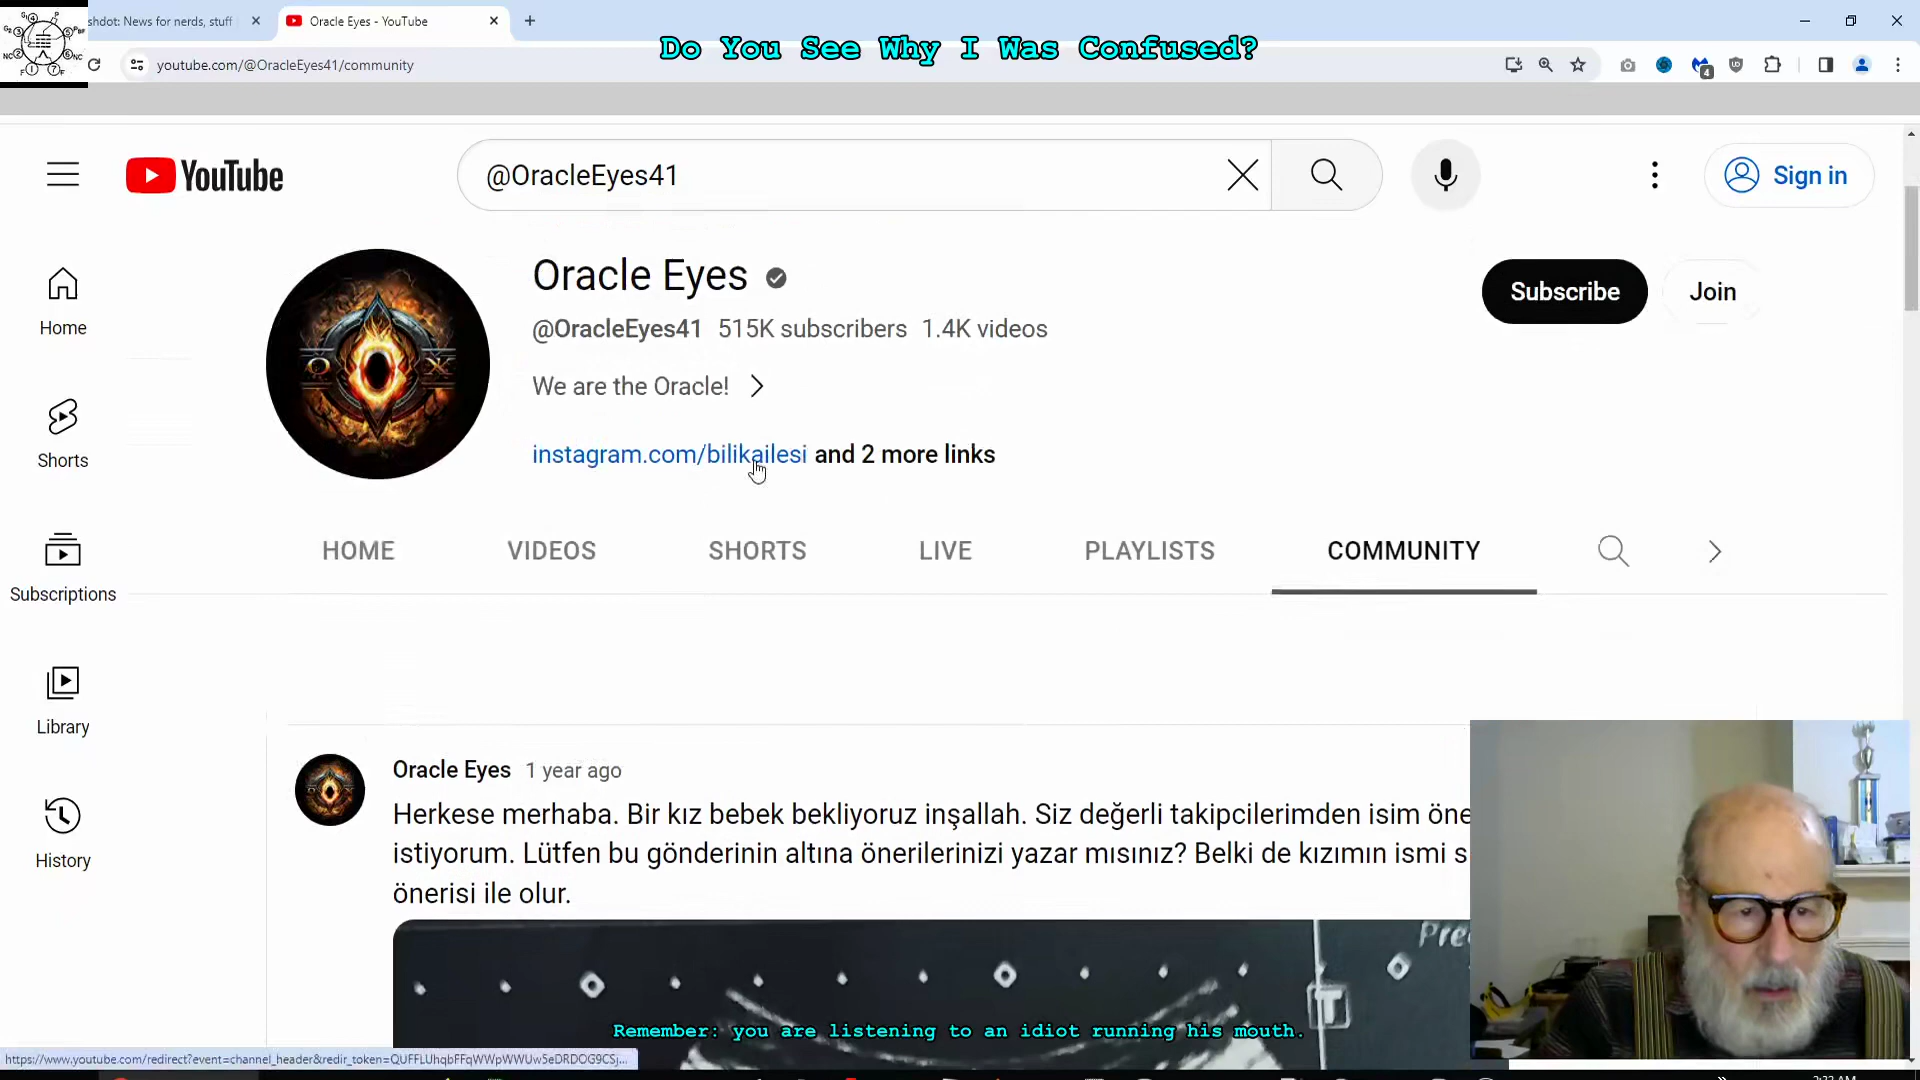 shdot: News for nerds, stuff
Oracle Eyes - YouTube
Do You See Why I Was Confused?
youtube.com/@OracleEyes41/community
4
YouTube
@OracleEyes41
Sign in
Oracle Eyes
Subscribe
Join
@OracleEyes41 515K subscribers 1.4K videos
We are the Oracle!
instagram.com/bilikailesi and 2 more links
Home
Shorts
Subscriptions
Library
History
HOME
VIDEOS
SHORTS
LIVE
PLAYLISTS
COMMUNITY
Oracle Eyes 1 year ago
Herkese merhaba. Bir kız bebek bekliyoruz inşallah. Siz değerli takipcilerimden isim öne
istiyorum. Lütfen bu gönderinin altına önerilerinizi yazar mısınız? Belki de kızımın ismi s
önerisi ile olur.
Pre
T
Remember: you are listening to an idiot running his mouth.